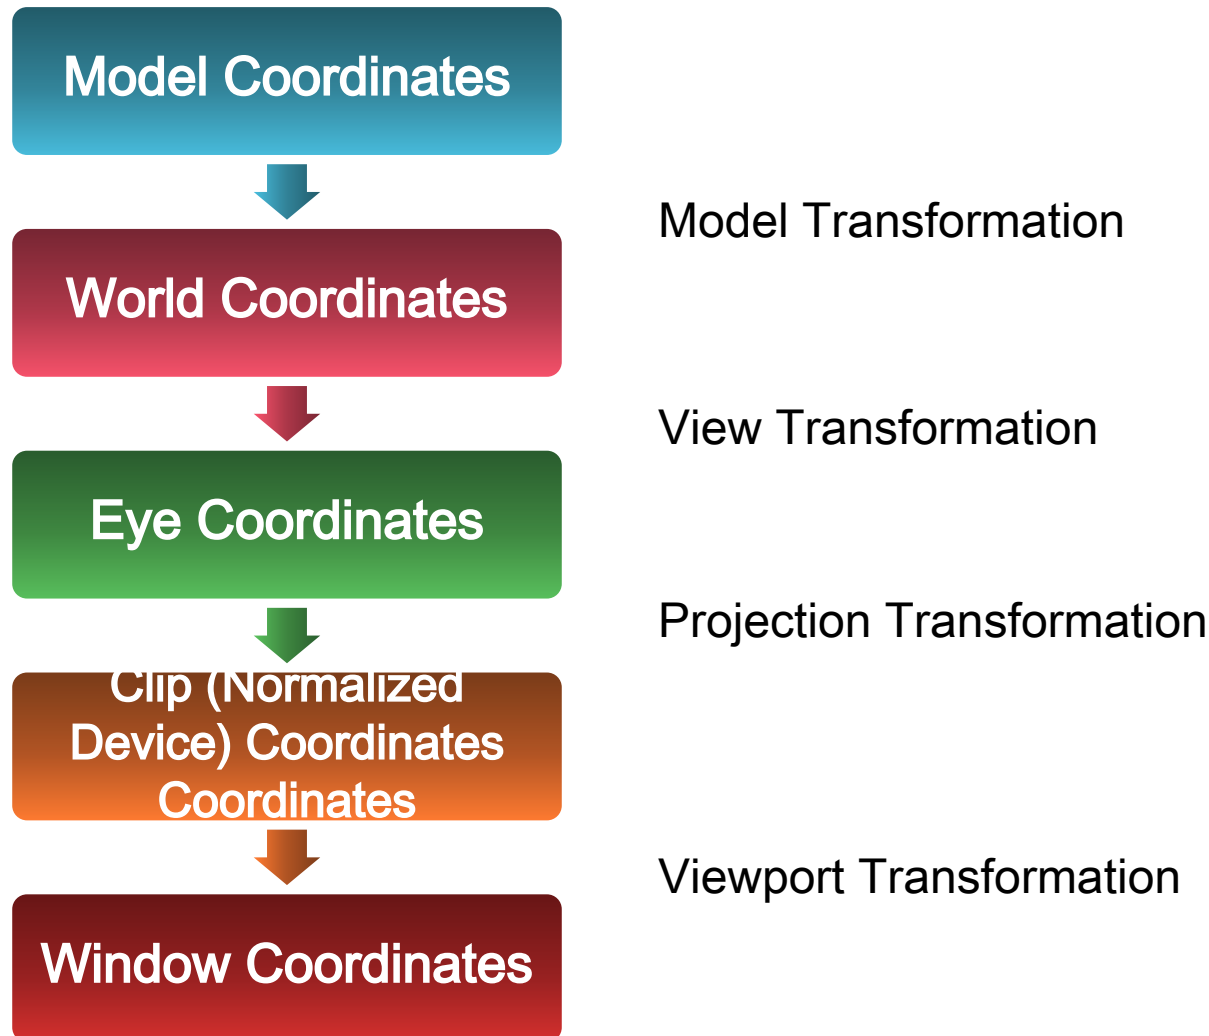 Model Coordinates
Model Transformation
World Coordinates
View Transformation
Eye Coordinates
Projection Transformation
Clip (Normalized
Device) Coordinates
Coordinates
Viewport Transformation
Window Coordinates